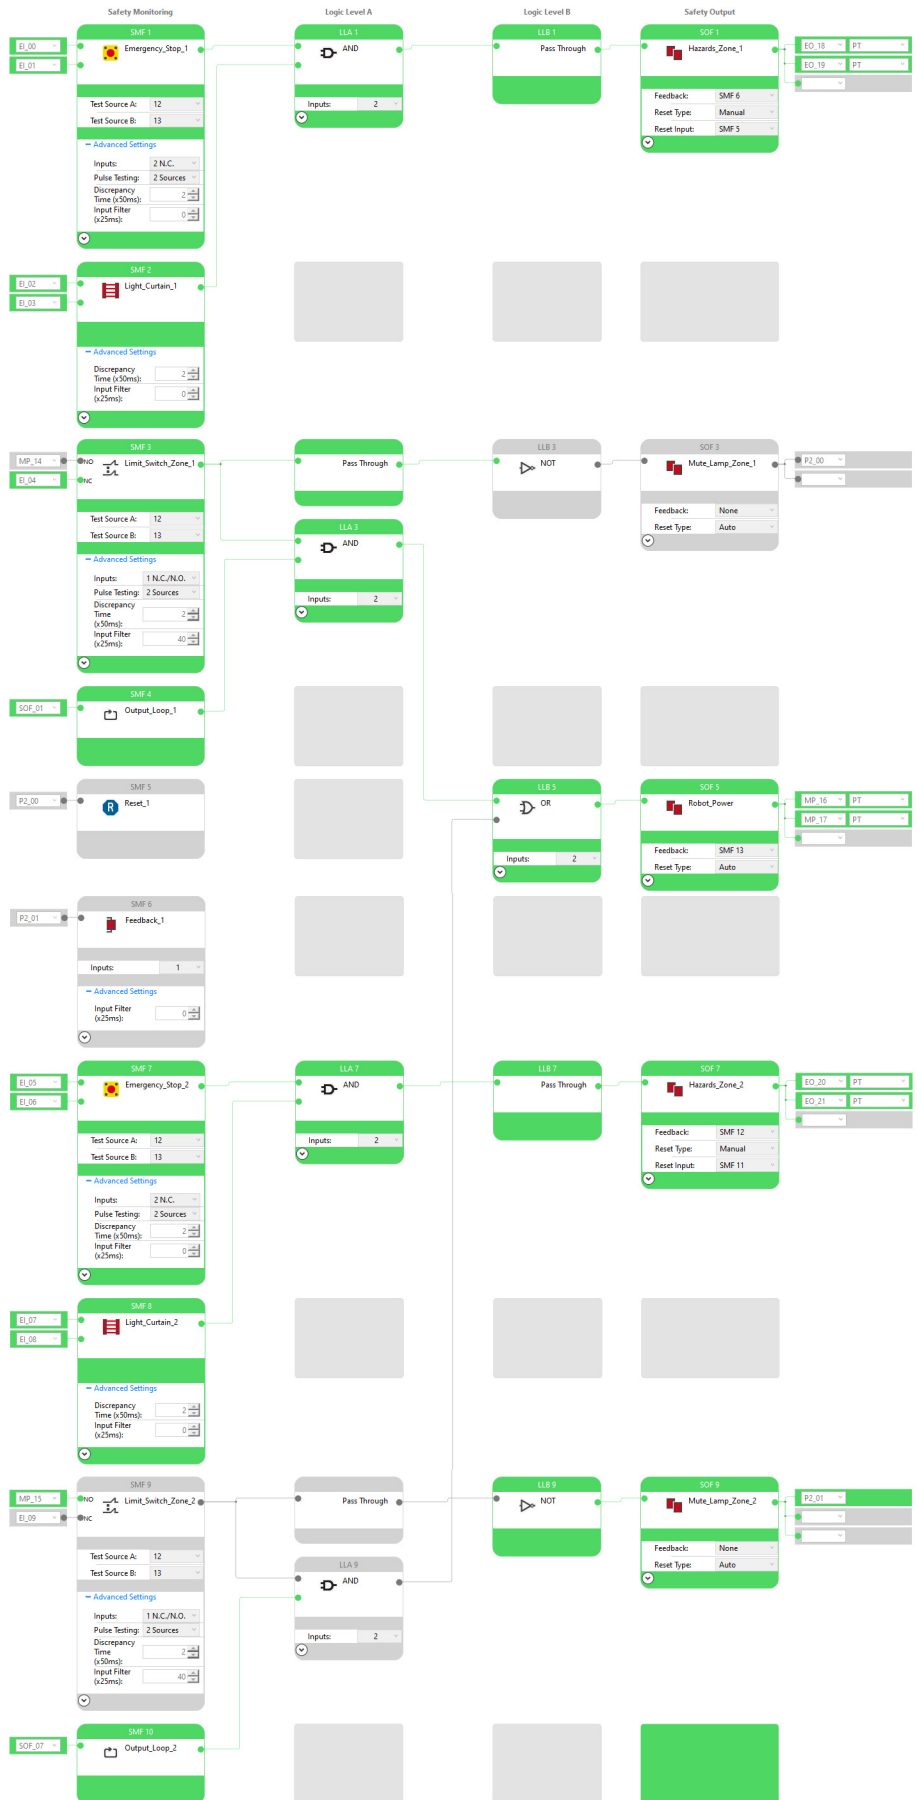 Safety Monitoring
Logic Level A
Logic Level B
Safety Output
SMF 1
LLA 1
LLB 1
SOF 1
EI_00
EI_01
Emergency_Stop_1
AND
Pass Through
Hazards_Zone_1
EO_18 PT
EO_19 PT
Test Source A: 12
Test Source B: 13
Advanced Settings
Inputs: 2 N.C.
Pulse Testing: 2 Sources
Discrepancy
Time (x50ms): 2
Input Filter
(x25ms): 0
Inputs: 2
Feedback: SMF 6
Reset Type: Manual
Reset Input: SMF 5
SMF 2
EI_02
EI_03
Light_Curtain_1
Advanced Settings
Discrepancy
Time (x50ms): 2
Input Filter
(x25ms): 0
SMF 3
LLB 3
SOF 3
MP_14
EI_04
NO
NC
Limit_Switch_Zone_1
Pass Through
NOT
Mute_Lamp_Zone_1
P2_00
Test Source A: 12
Test Source B: 13
Advanced Settings
Inputs: 1 N.C./N.O.
Pulse Testing: 2 Sources
Discrepancy
Time
(x50ms): 2
Input Filter
(x25ms): 40
LLA 3
AND
Inputs: 2
Feedback: None
Reset Type: Auto
SMF 4
SOF_01
Output_Loop_1
SMF 5
P2_00
Reset_1
LLB 5
OR
Inputs: 2
SOF 5
Robot_Power
MP_16 PT
MP_17 PT
Feedback: SMF 13
Reset Type: Auto
SMF 6
P2_01
Feedback_1
Inputs: 1
Advanced Settings
Input Filter
(x25ms): 0
SMF 7
LLA 7
LLB 7
SOF 7
EI_05
EI_06
Emergency_Stop_2
AND
Pass Through
Hazards_Zone_2
EO_20 PT
EO_21 PT
Test Source A: 12
Test Source B: 13
Advanced Settings
Inputs: 2 N.C.
Pulse Testing: 2 Sources
Discrepancy
Time (x50ms): 2
Input Filter
(x25ms): 0
Inputs: 2
Feedback: SMF 12
Reset Type: Manual
Reset Input: SMF 11
SMF 8
EI_07
EI_08
Light_Curtain_2
Advanced Settings
Discrepancy
Time (x50ms): 2
Input Filter
(x25ms): 0
SMF 9
LLB 9
SOF 9
MP_15
EI_09
NO
NC
Limit_Switch_Zone_2
Pass Through
NOT
Mute_Lamp_Zone_2
P2_01
Test Source A: 12
Test Source B: 13
Advanced Settings
Inputs: 1 N.C./N.O.
Pulse Testing: 2 Sources
Discrepancy
Time
(x50ms): 2
Input Filter
(x25ms): 40
LLA 9
AND
Inputs: 2
Feedback: None
Reset Type: Auto
SMF 10
SOF_07
Output_Loop_2